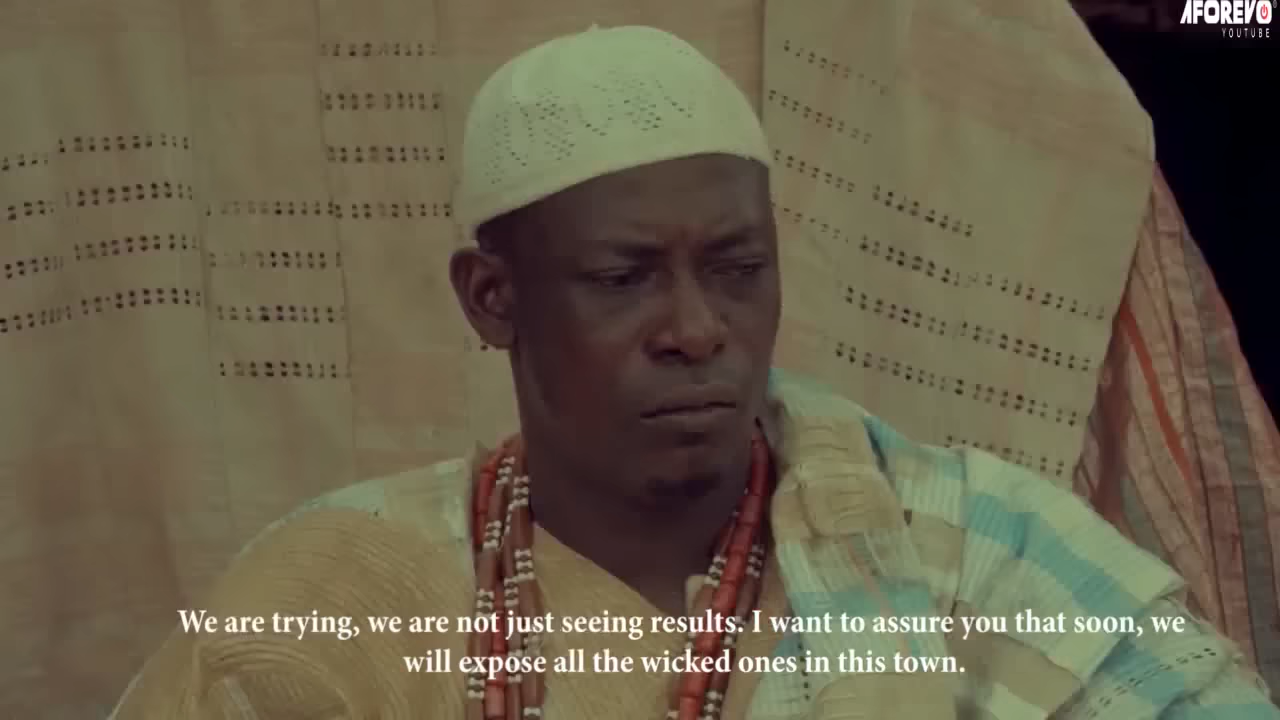 AFOREVO
YOUTUBE
We are trying, we are not just seeing results. I want to assure you that soon, we
will expose all the wicked ones in this town.